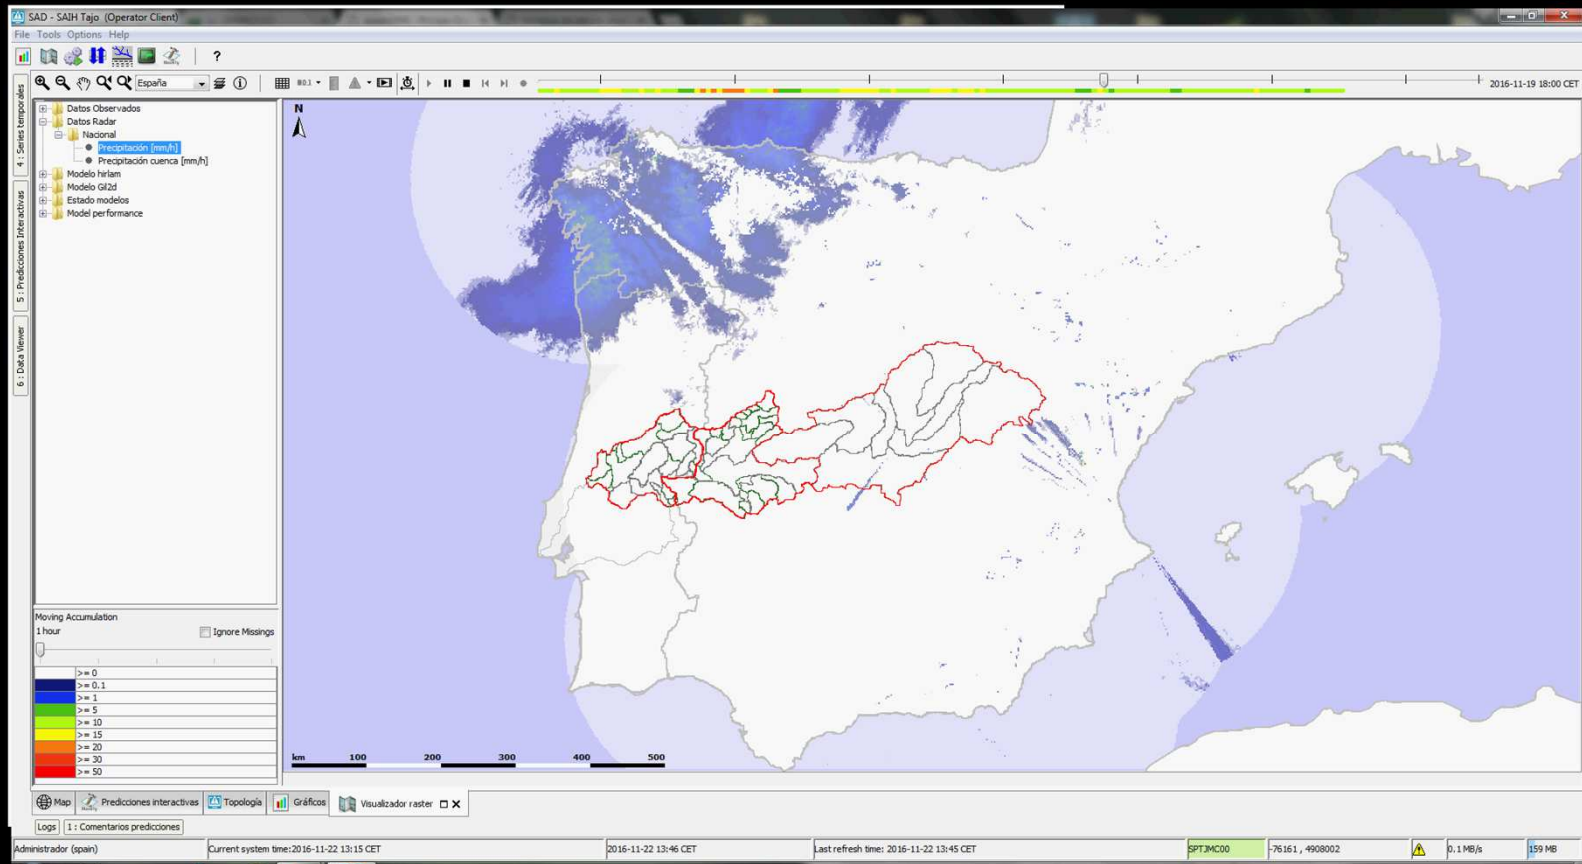 SAD - SAIH Tajo (Operator Client)
File Tools Options Help
?
España
2016-11-19 18:00 CET
4 : Series temporales
5 : Predicciones Interactivas
6 : Data Viewer
Datos Observados
Datos Radar
Nacional
Precipitación [mm/h]
Precipitación cuenca [mm/h]
Modelo hirlam
Modelo Gil2d
Estado modelos
Model performance
N
Moving Accumulation
1 hour
Ignore Missings
>= 0
>= 0.1
>= 1
>= 5
>= 10
>= 15
>= 20
>= 30
>= 50
km 100 200 300 400 500
Map Predicciones interactivas Topología Gráficos Visualizador raster
Logs 1 : Comentarios predicciones
Administrador (spain) Current system time:2016-11-22 13:15 CET 2016-11-22 13:46 CET Last refresh time: 2016-11-22 13:45 CET SPTJMC00 -76161 , 4908002 0.1 MB/s 159 MB